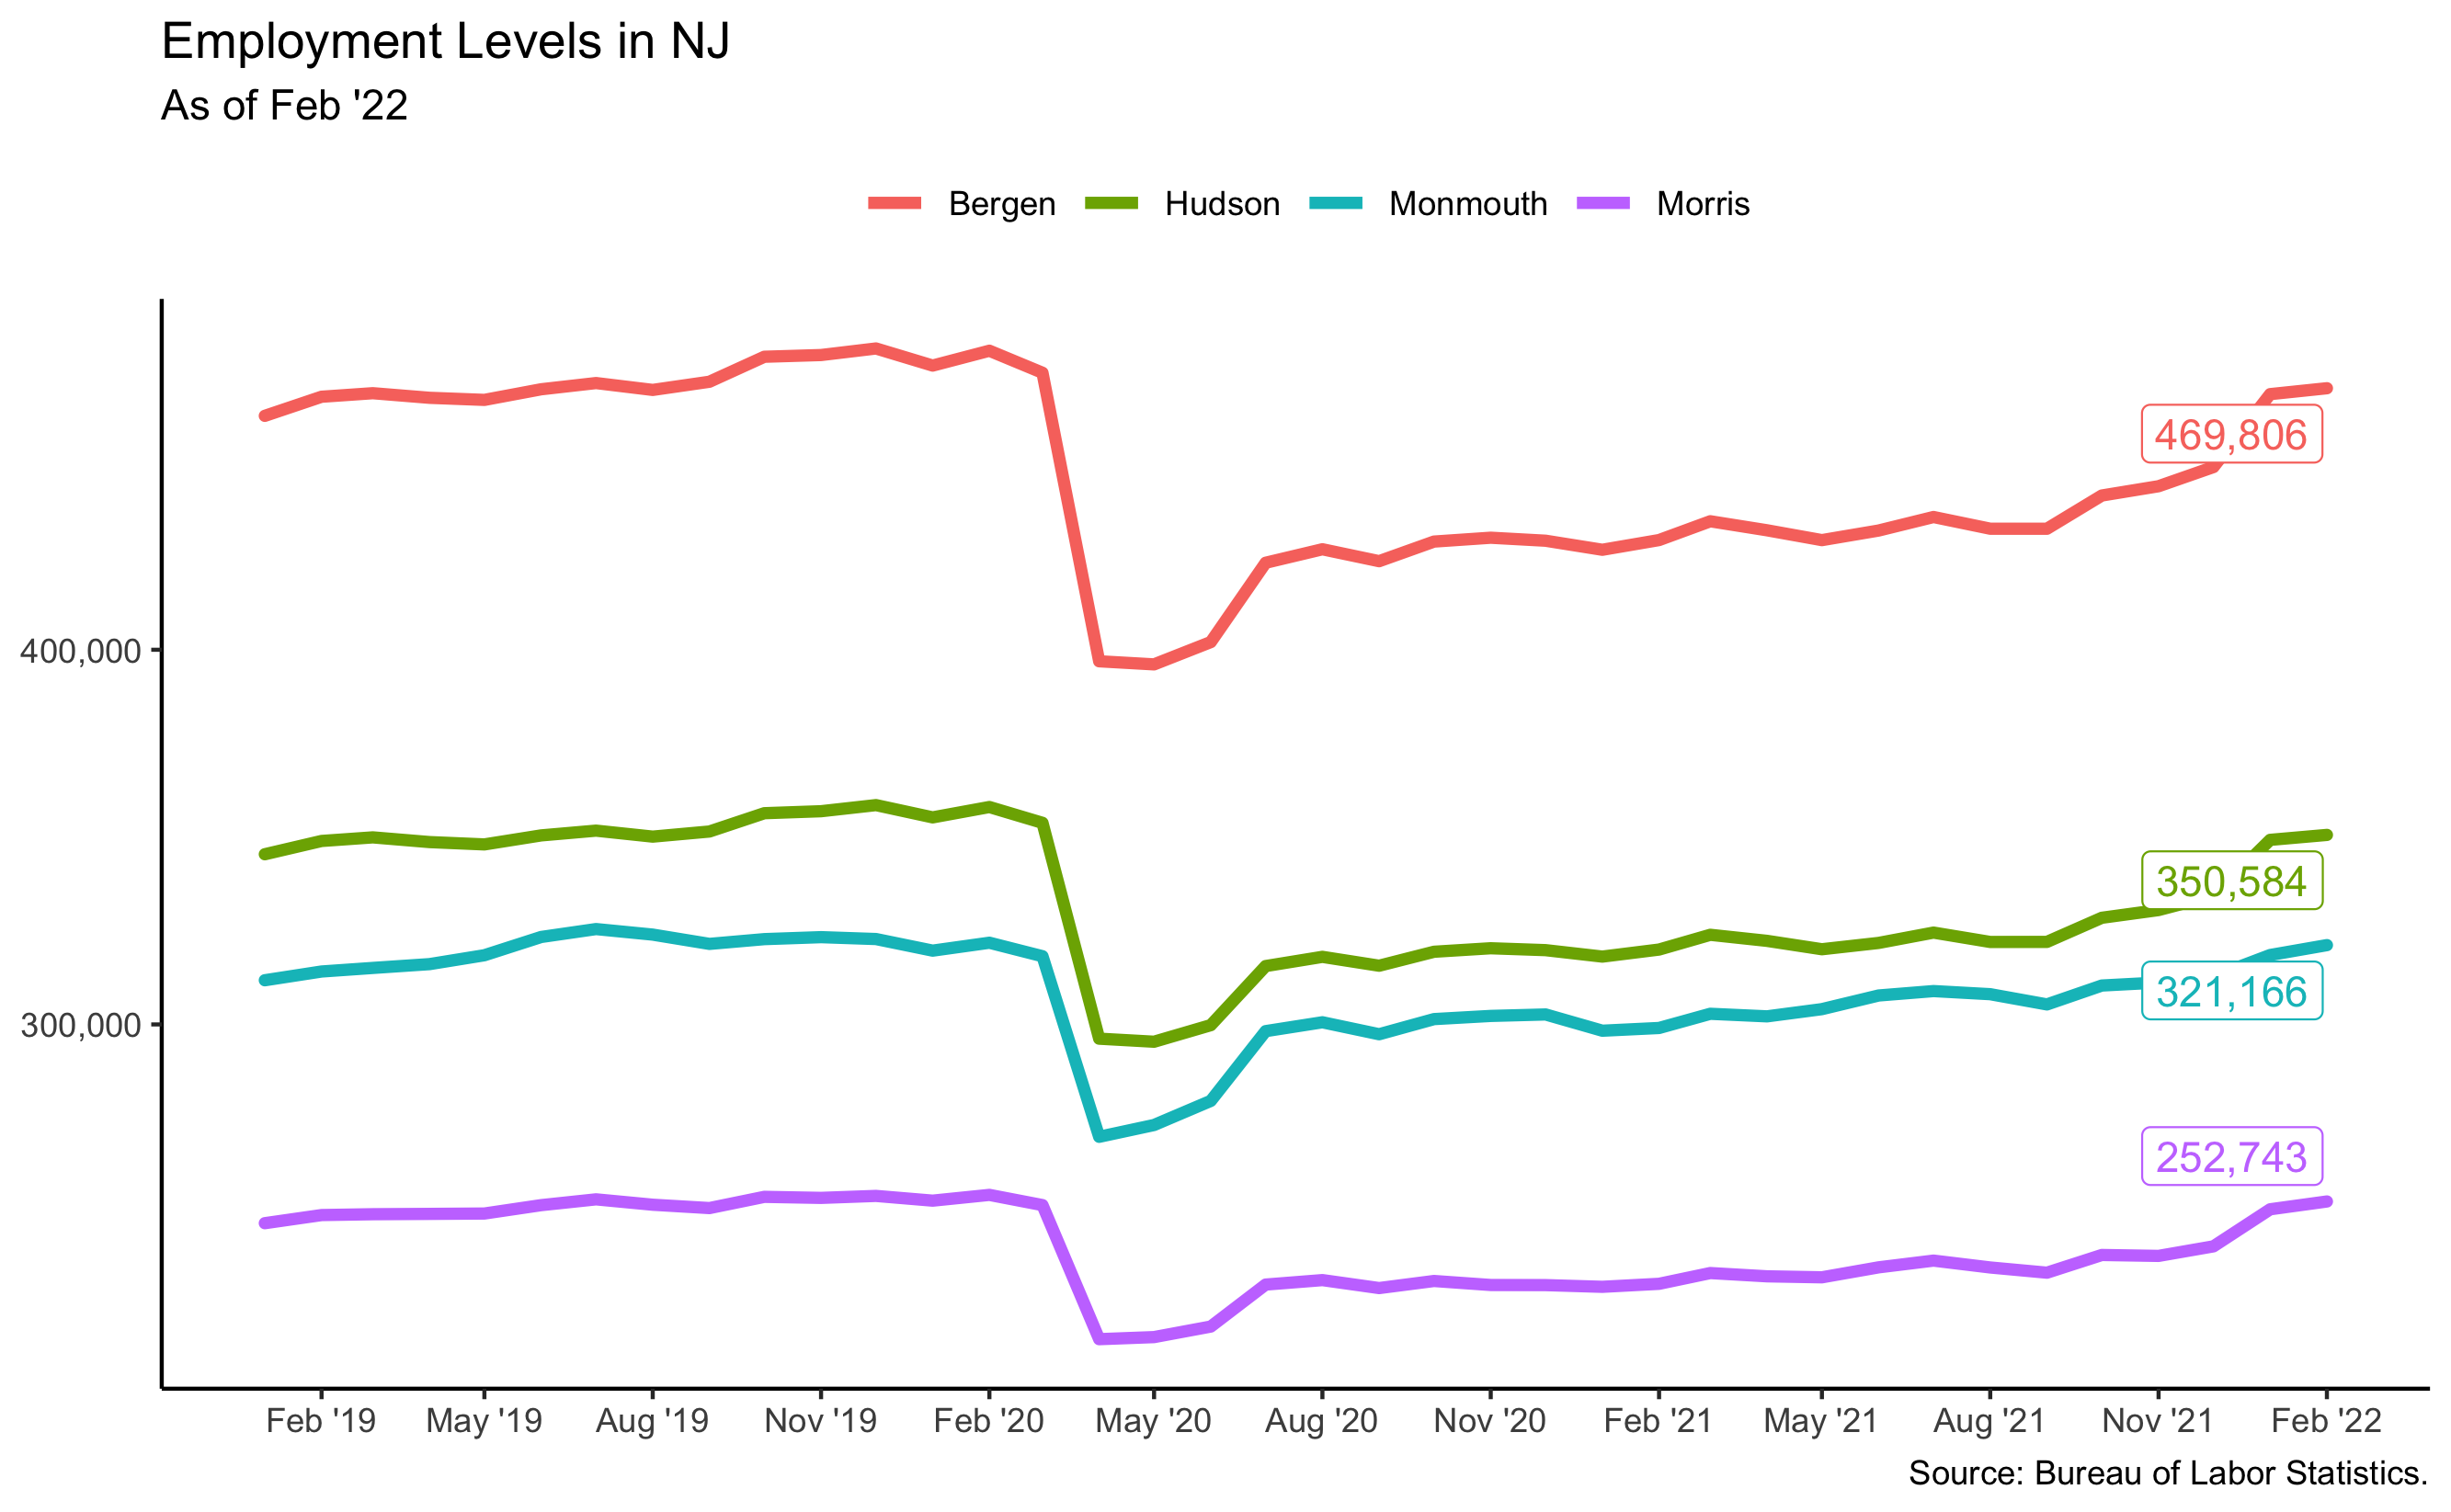 Employment Levels in NJ
As of Feb '22
Bergen Hudson Monmouth Morris
469,806
400,000
350,584
321,166
300,000
252,743
Feb '19 May '19 Aug '19 Nov '19 Feb '20 May '20 Aug '20 Nov '20 Feb '21 May '21 Aug '21 Nov '21 Feb '22
Source: Bureau of Labor Statistics.